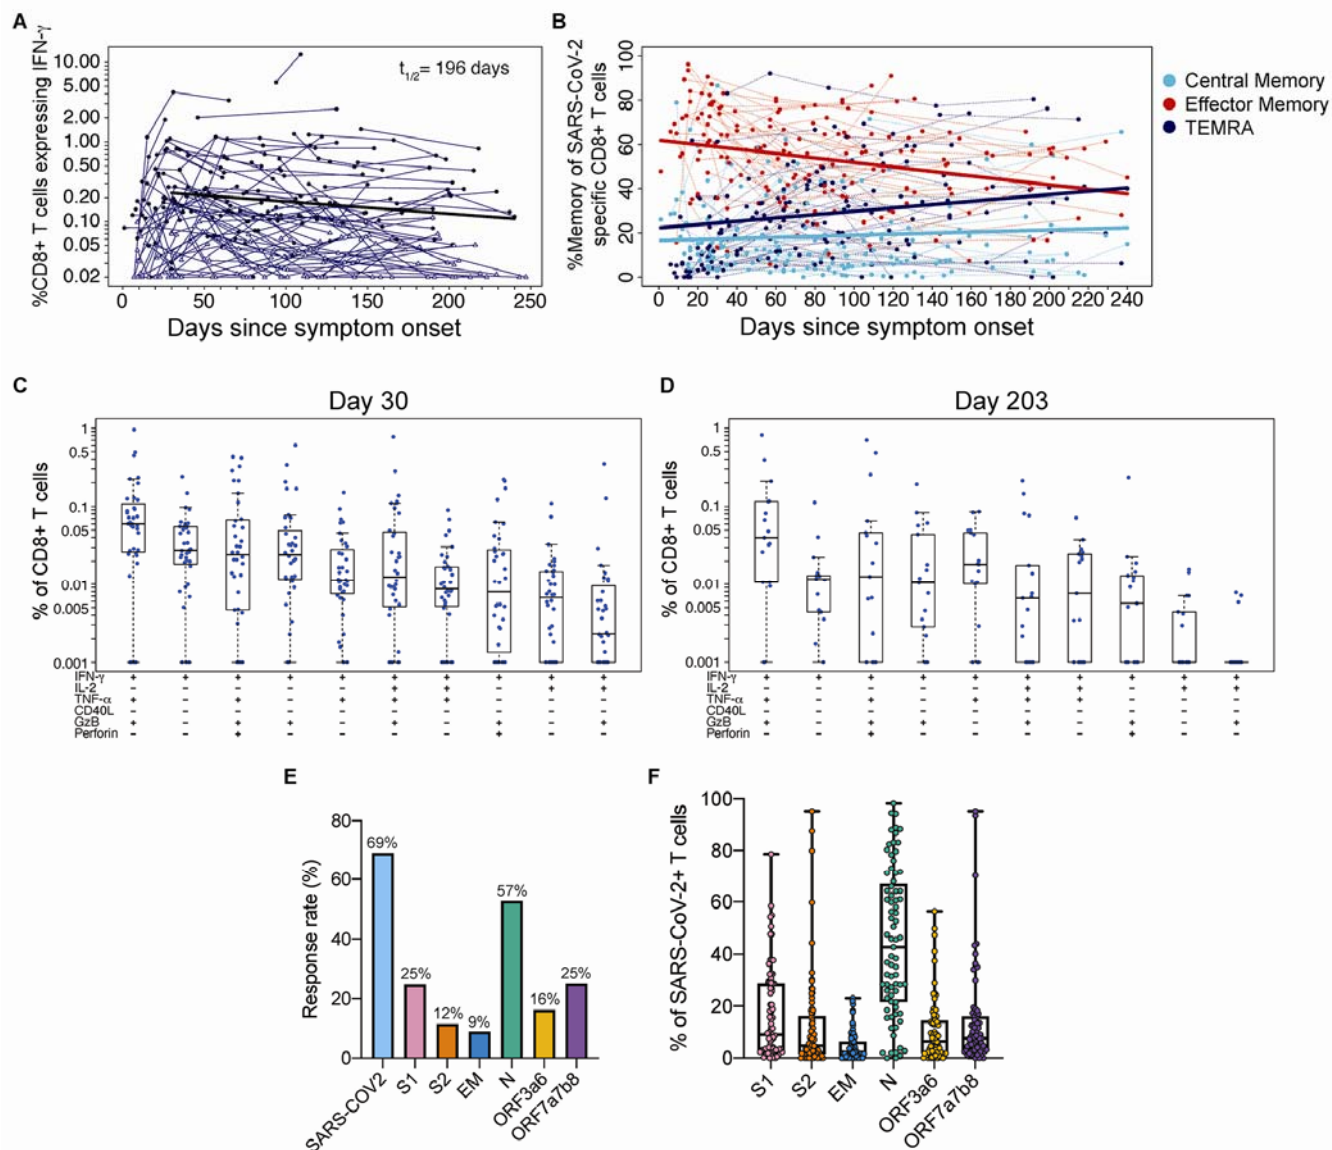 A
%CD8+ T cells expressing IFN-γ
10.00
5.00
2.00
1.00
0.50
0.20
0.10
0.05
0.02
t1/2= 196 days
0 50 100 150 200 250
Days since symptom onset
B
%Memory of SARS-CoV-2
specific CD8+ T Cells
100
80
60
40
20
0
0 20 40 60 80 100 120 140 160 180 200 220 240
Days since symptom onset
Central Memory
Effector Memory
TEMRA
C
Day 30
% of CD8+ T cells
1
0.5
0.1
0.05
0.01
0.005
0.001
IFN-γ + + + + + + + + + +
IL-2 - - - - - + + - + +
TNF-α + - + - + + + - - -
CD40L - - - - - - - - - -
GzB + - + + - + - + - +
Perforin - - + - - - - + - -
D
Day 203
% of CD8+ T cells
1
0.5
0.1
0.05
0.01
0.005
0.001
IFN-γ + + + + + + + + + +
IL-2 - - - - - + + - + +
TNF-α + - + - + + + - - -
CD40L - - - - - - - - - -
GzB + - + + - + - + - +
Perforin - - + - - - - + - -
E
Response rate (%)
80
60
40
20
0
69%
25%
12%
9%
57%
16%
25%
SARS-COV2
S1
S2
EM
N
ORF3a6
ORF7a7b8
F
% of SARS-CoV-2+ T cells
100
80
60
40
20
0
S1
S2
EM
N
ORF3a6
ORF7a7b8